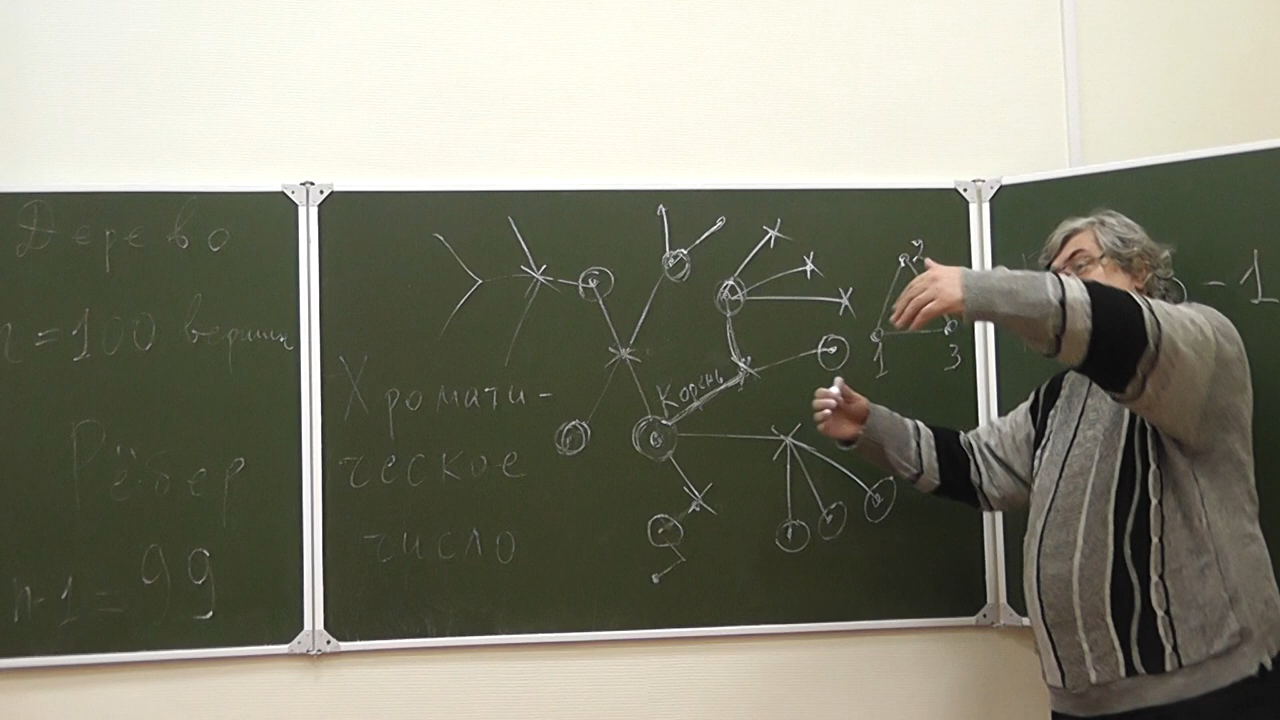 Дерево
n=100 вершин
Рёбер
n-1=99
Хромати-
ческое
число
Корень
2
1 3
-1